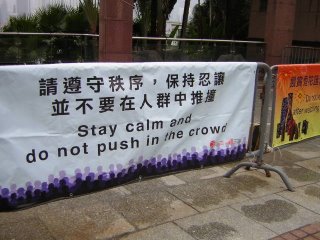 請遵守秩序，保持忍讓
並不要在人群中推撞
Stay calm and
do not push in the crowd